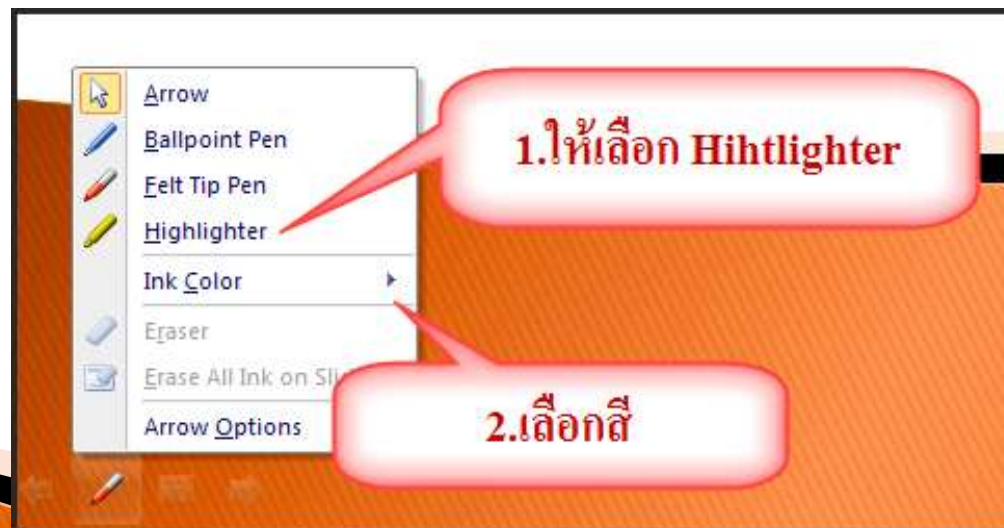 Arrow
Ballpoint Pen
Felt Tip Pen
Highlighter
Ink Color
Eraser
Erase All Ink on
Arrow Options
1.ให้เลือก Hihtlighter
2.เลือกสี